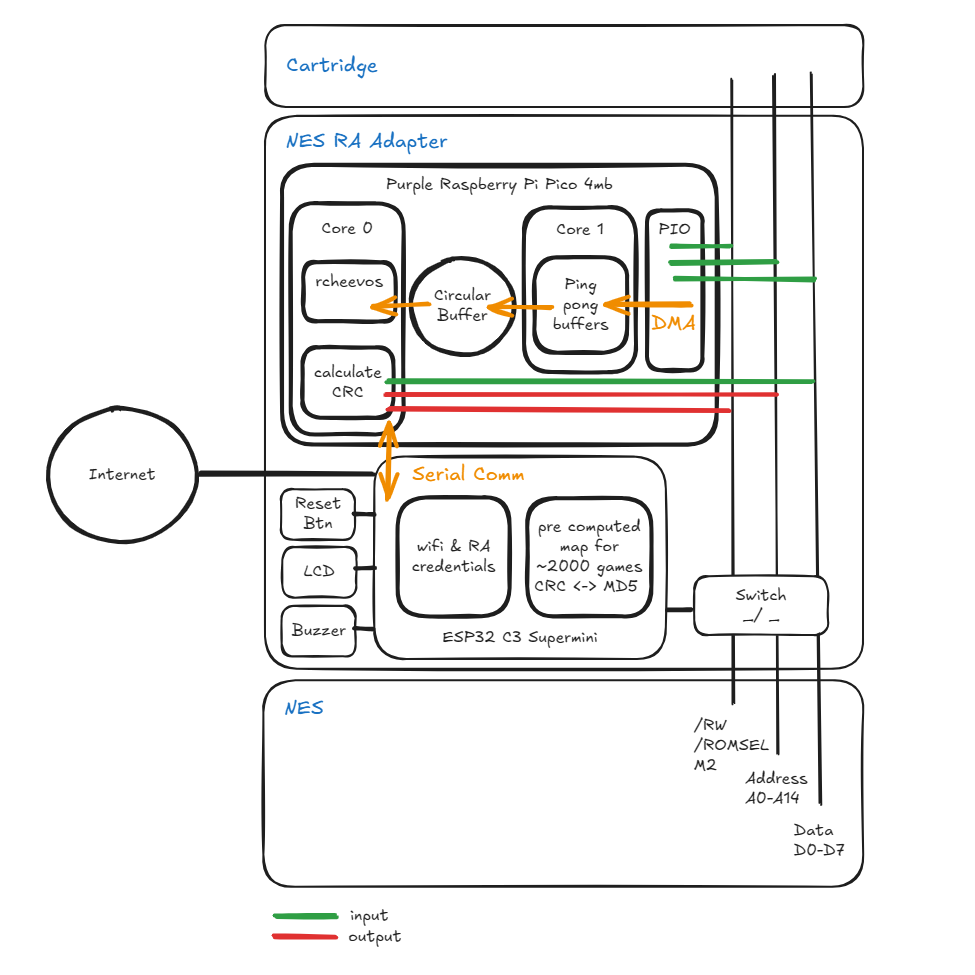 Cartridge
NES RA Adapter
Purple Raspberry Pi Pico 4mb
Core 0
rcheevos
Circular
Buffer
Core 1
Ping
pong
buffers
PIO
DMA
calculate
CRC
Internet
Serial Comm
Reset
Btn
LCD
Buzzer
wifi & RA
credentials
pre computed
map for
~2000 games
CRC <-> MD5
ESP32 C3 Supermini
Switch
_/ _
NES
/RW
/ROMSEL
M2
Address
A0-A14
Data
D0-D7
input
output